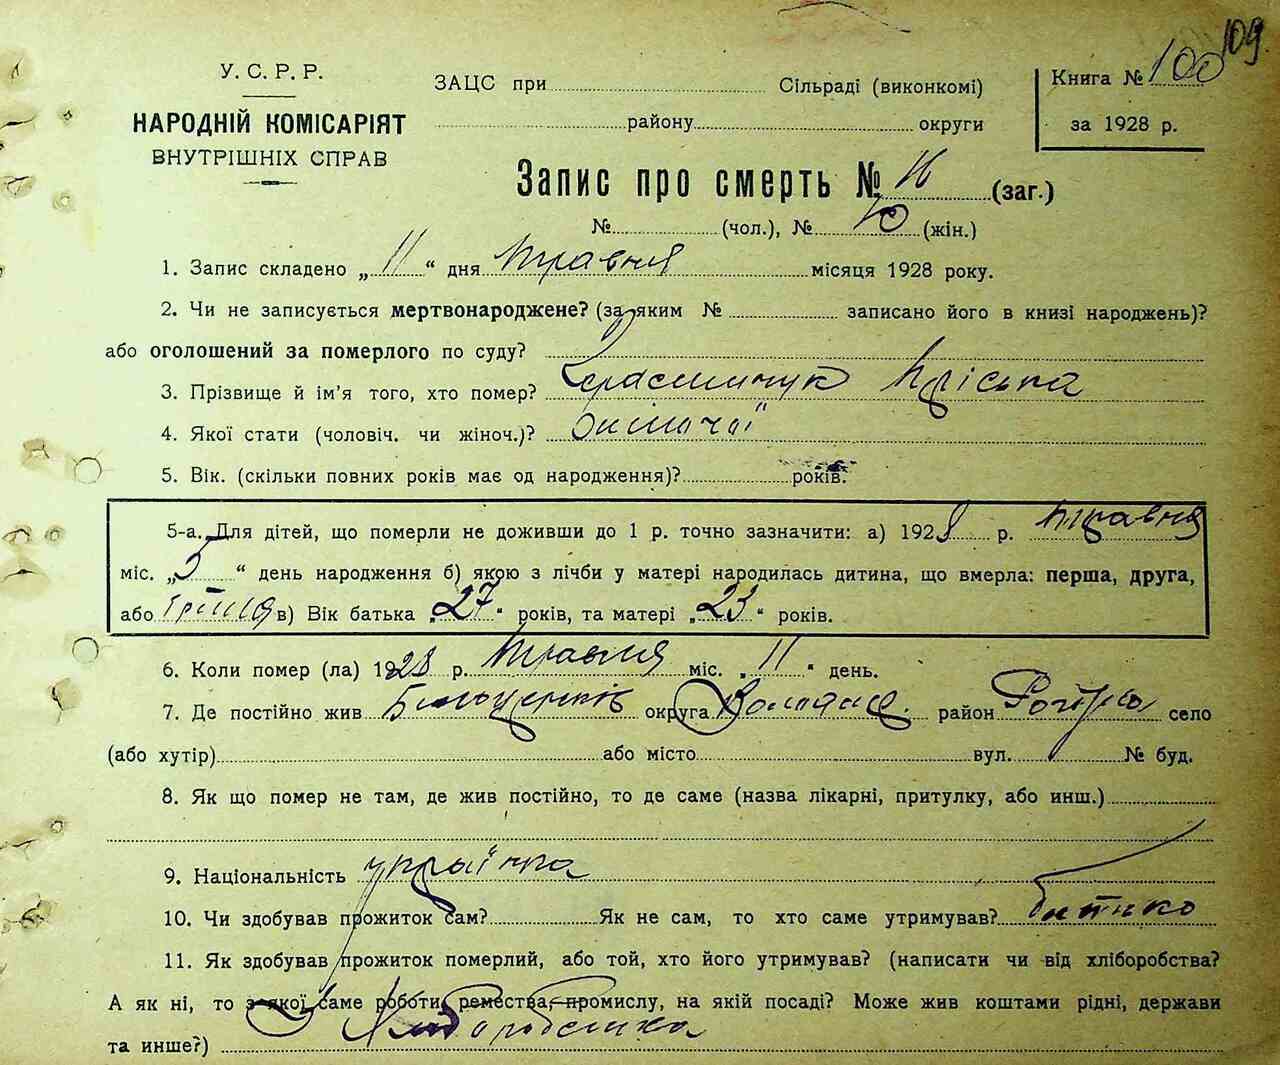 109
У. С. Р. Р.
НАРОДНІЙ КОМІСАРІЯТ
ВНУТРІШНІХ СПРАВ
ЗАЦС при Сільраді (виконкомі)
району округи
Книга № 100
за 1928 р.
Запис про смерть № (заг.)
№ (чол.), № 10 (жін.)
1. Запис складено „ 11 “ дня травня місяця 1928 року.
2. Чи не записується мертвонароджене? (за яким № записано його в книзі народжень)?
або оголошений за померлого по суду?
3. Прізвище й ім'я того, хто помер? Герасимчук Пріська
4. Якої стати (чоловіч. чи жіноч.)?
5. Вік. (скільки повних років має од народження)? років.
5-а. Для дітей, що померли не доживши до 1 р. точно зазначити: а) 1928 р. травня
міс. „ 5 “ день народження б) якою з лічби у матері народилась дитина, що вмерла: перша, друга,
або третя в) Вік батька „ 27 “ років, та матері „ 23 “ років.
6. Коли помер (ла) 1928 р. травня міс. „ 11 “ день.
7. Де постійно жив Білоцерків округа район село
(або хутір) або місто вул. № буд.
8. Як що помер не там, де жив постійно, то де саме (назва лікарні, притулку, або инш.)
9. Національність українка
10. Чи здобував прожиток сам? Як не сам, то хто саме утримував? батько
11. Як здобував прожиток померлий, або той, хто його утримував? (написати чи від хліборобства?
А як ні, то з якої саме роботи, ремества, промислу, на якій посаді? Може жив коштами рідні, держави
та инше?) З Хліборобства